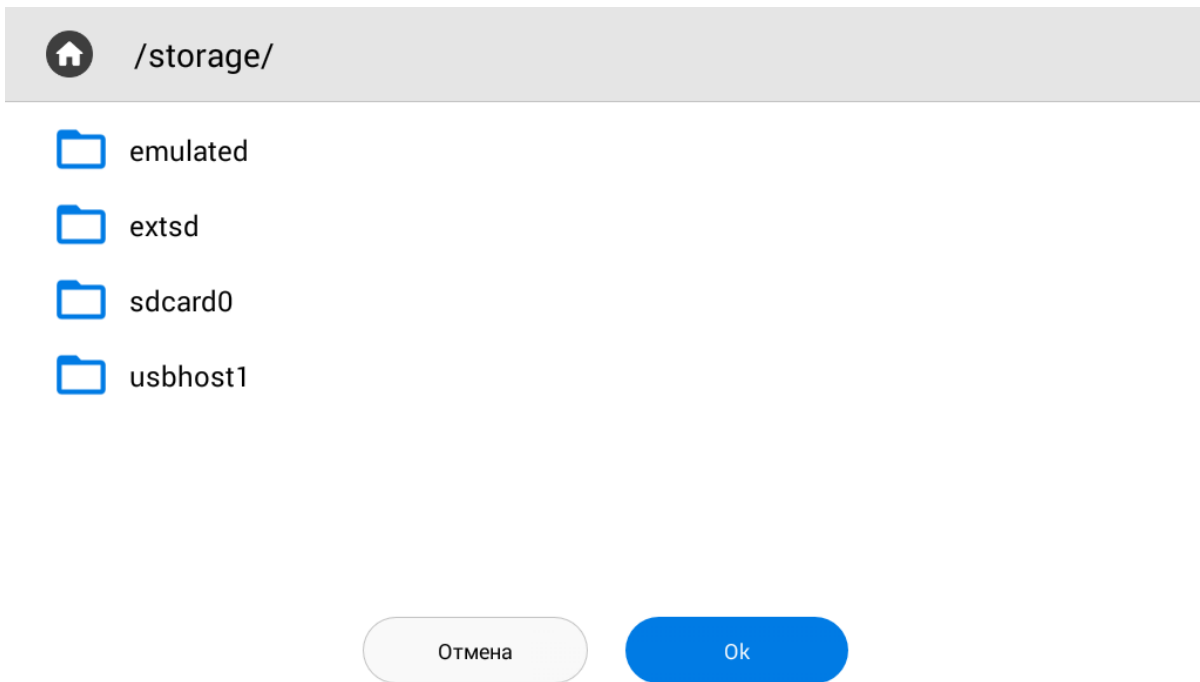 /storage/
emulated
extsd
sdcard0
usbhost1
Отмена Ok